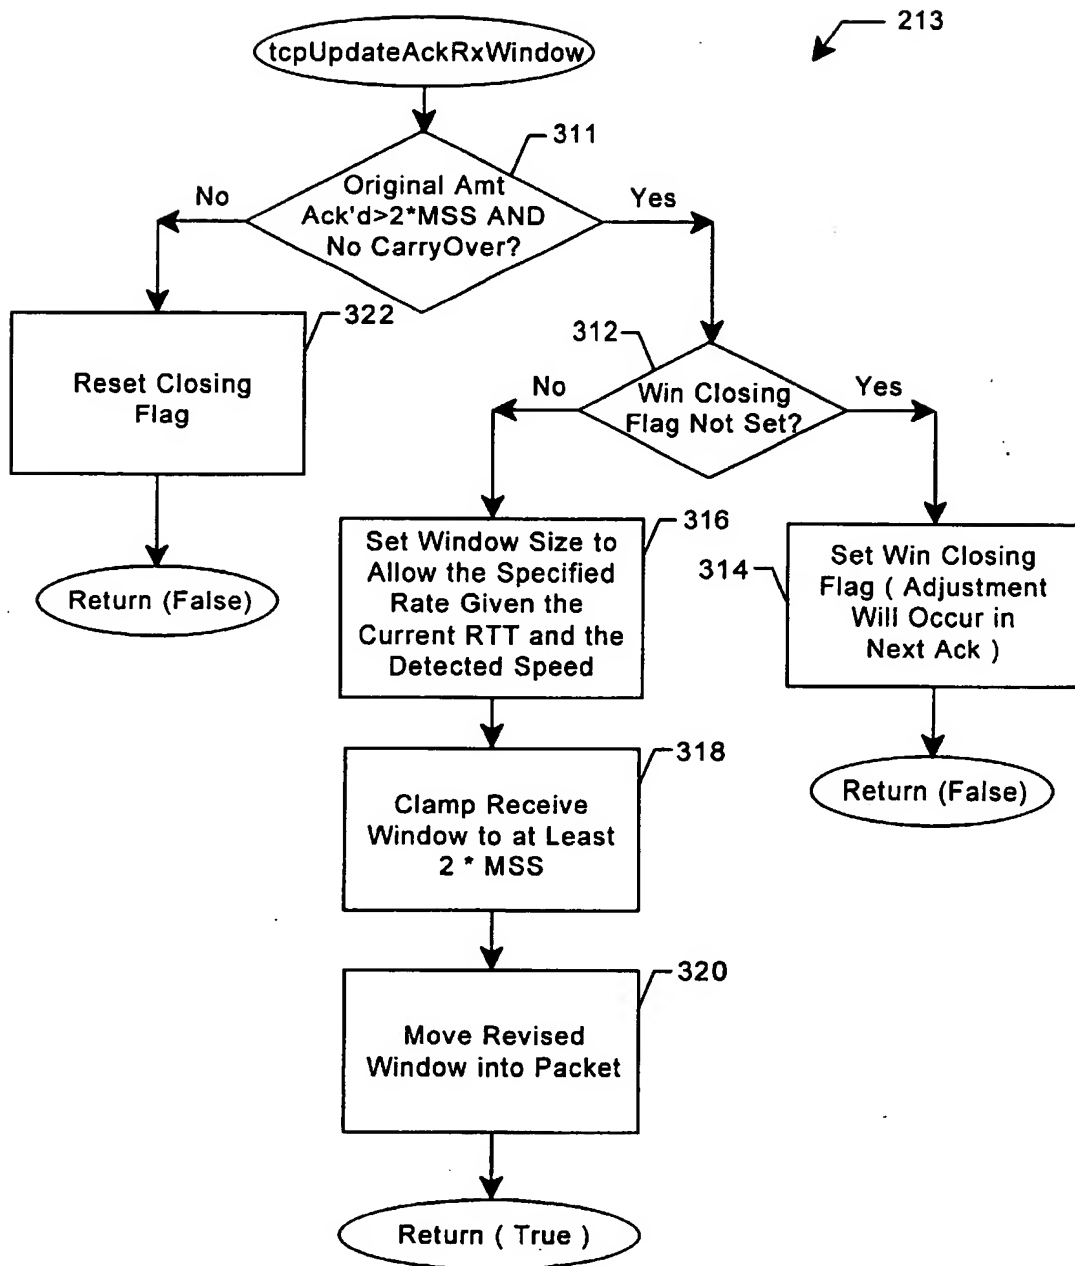 213
tcpUpdateAckRxWindow
311
Original Amt
Ack'd>2*MSS AND
No CarryOver?
No
Yes
322
Reset Closing
Flag
Return (False)
312
Win Closing
Flag Not Set?
No
Yes
316
Set Window Size to
Allow the Specified
Rate Given the
Current RTT and the
Detected Speed
314
Set Win Closing
Flag ( Adjustment
Will Occur in
Next Ack )
Return (False)
318
Clamp Receive
Window to at Least
2 * MSS
320
Move Revised
Window into Packet
Return ( True )